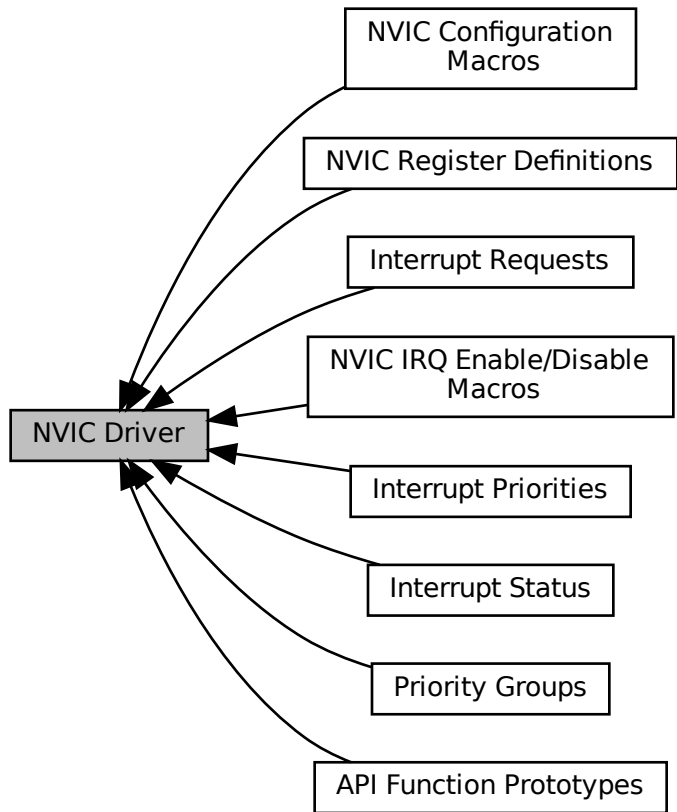 NVIC Configuration
Macros
NVIC Register Definitions
Interrupt Requests
NVIC IRQ Enable/Disable
Macros
NVIC Driver
Interrupt Priorities
Interrupt Status
Priority Groups
API Function Prototypes